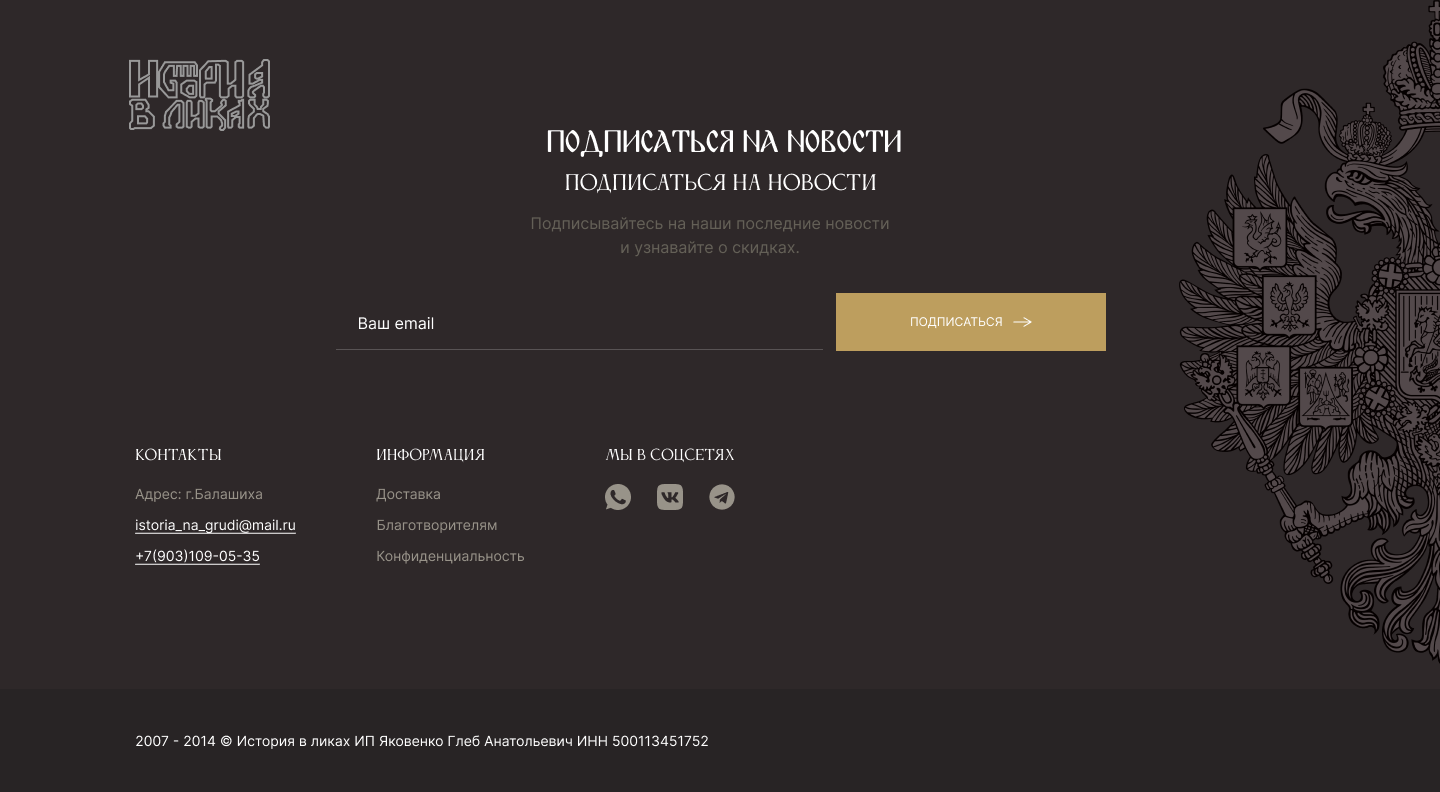 ИСТОРИЯ
В ЛИКАХ
ПОДПИСАТЬСЯ НА НОВОСТИ
ПОДПИСАТЬСЯ НА НОВОСТИ
Подписывайтесь на наши последние новости
и узнавайте о скидках.
Ваш email
ПОДПИСАТЬСЯ
КОНТАКТЫ
Адрес: г.Балашиха
istoria_na_grudi@mail.ru
+7(903)109-05-35
ИНФОРМАЦИЯ
Доставка
Благотворителям
Конфиденциальность
МЫ В СОЦСЕТЯХ
2007 - 2014 © История в ликах ИП Яковенко Глеб Анатольевич ИНН 500113451752